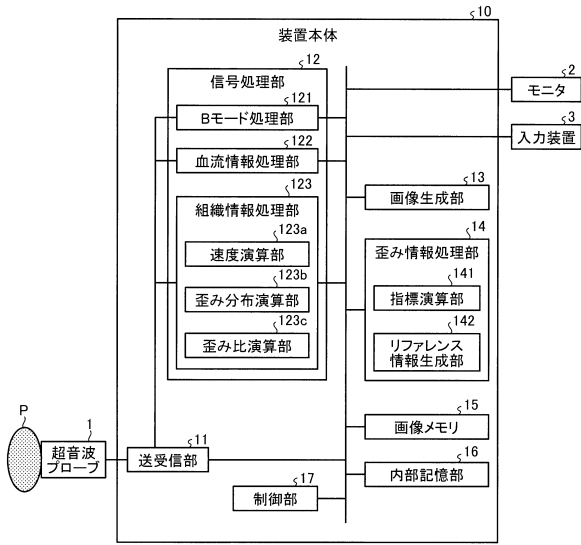 10
装置本体
12
信号処理部
121
Bモード処理部
122
血流情報処理部
123
組織情報処理部
123a
速度演算部
123b
歪み分布演算部
123c
歪み比演算部
2
モニタ
3
入力装置
13
画像生成部
14
歪み情報処理部
141
指標演算部
142
リファレンス
情報生成部
15
画像メモリ
16
内部記憶部
P
1
超音波
プローブ
11
送受信部
17
制御部